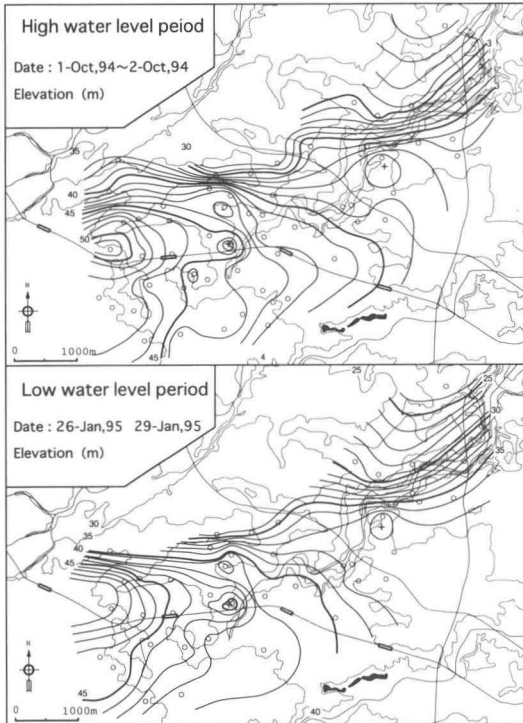 High water level peiod
Date : 1-Oct,94~2-Oct,94
Elevation (m)
3
30
35
40
45
50
N
0 1000m
45
4
Low water level period
Date : 26-Jan,95 29-Jan,95
Elevation (m)
25
25
30
35
30
35
40
45
N
0 1000m
45
40